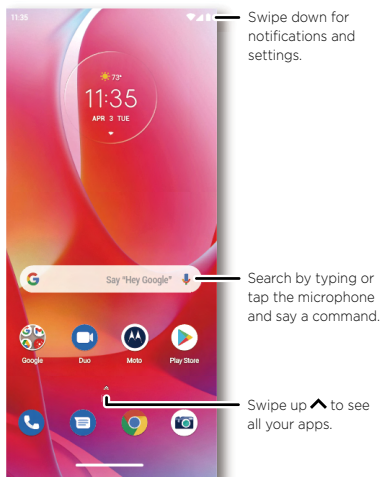 11:35
Swipe down for
notifications and
settings.
73°
11:35
APR 3 TUE
G
Say "Hey Google"
Search by typing or
tap the microphone
and say a command.
Google
Duo
Moto
Play Store
Swipe up ^ to see
all your apps.